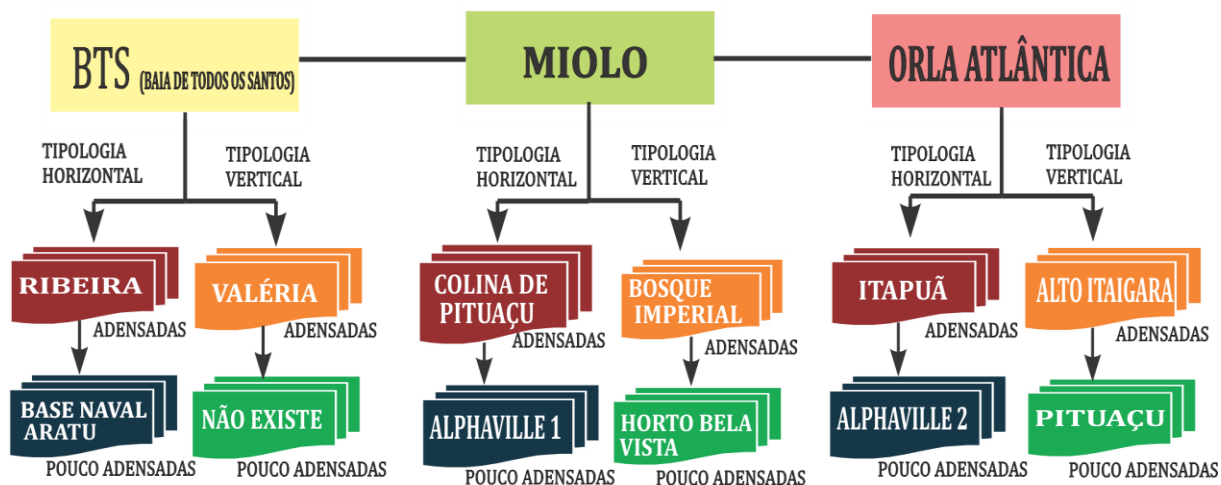 BTS (BAIA DE TODOS OS SANTOS)
MIOLO
ORLA ATLÂNTICA
TIPOLOGIA
HORIZONTAL
TIPOLOGIA
VERTICAL
TIPOLOGIA
HORIZONTAL
TIPOLOGIA
VERTICAL
TIPOLOGIA
HORIZONTAL
TIPOLOGIA
VERTICAL
RIBEIRA
ADENSADAS
VALÉRIA
ADENSADAS
COLINA DE
PITUAÇU
ADENSADAS
BOSQUE
IMPERIAL
ADENSADAS
ITAPUÃ
ADENSADAS
ALTO ITAIGARA
ADENSADAS
BASE NAVAL
ARATU
POUCO ADENSADAS
NÃO EXISTE
POUCO ADENSADAS
ALPHAVILLE 1
POUCO ADENSADAS
HORTO BELA
VISTA
POUCO ADENSADAS
ALPHAVILLE 2
POUCO ADENSADAS
PITUAÇU
POUCO ADENSADAS